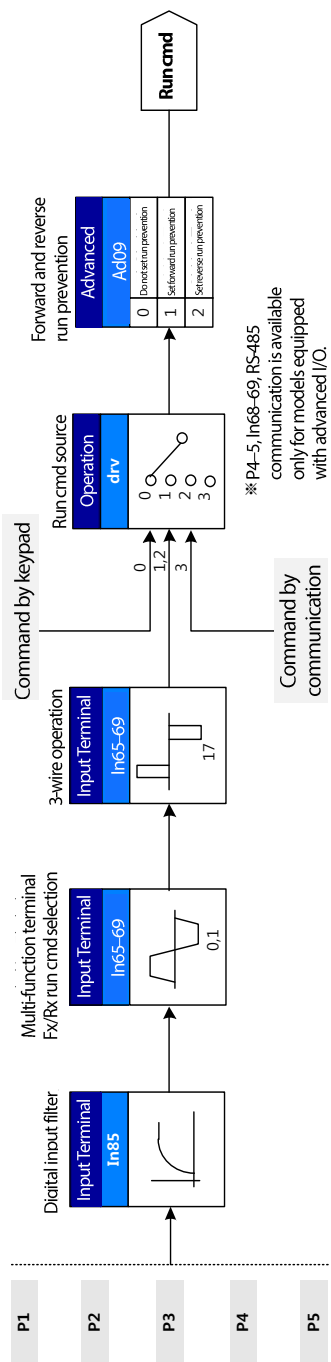 P1
P2
P3
P4
P5
Digital input filter
Input Terminal
In85
Multi-function terminal
Fx/Rx run cmd selection
Input Terminal
In65–69
0,1
3-wire operation
Input Terminal
In65–69
17
Command by keypad
0
1,2
3
Command by
communication
Run cmd source
Operation
drv
0
1
2
3
Forward and reverse
run prevention
Advanced
Ad09
0 Do not set run prevention
1 Set forward run prevention
2 Set reverse run prevention
Run cmd
※ P4–5, In68–69, RS-485
communication is available
only for models equipped
with advanced I/O.